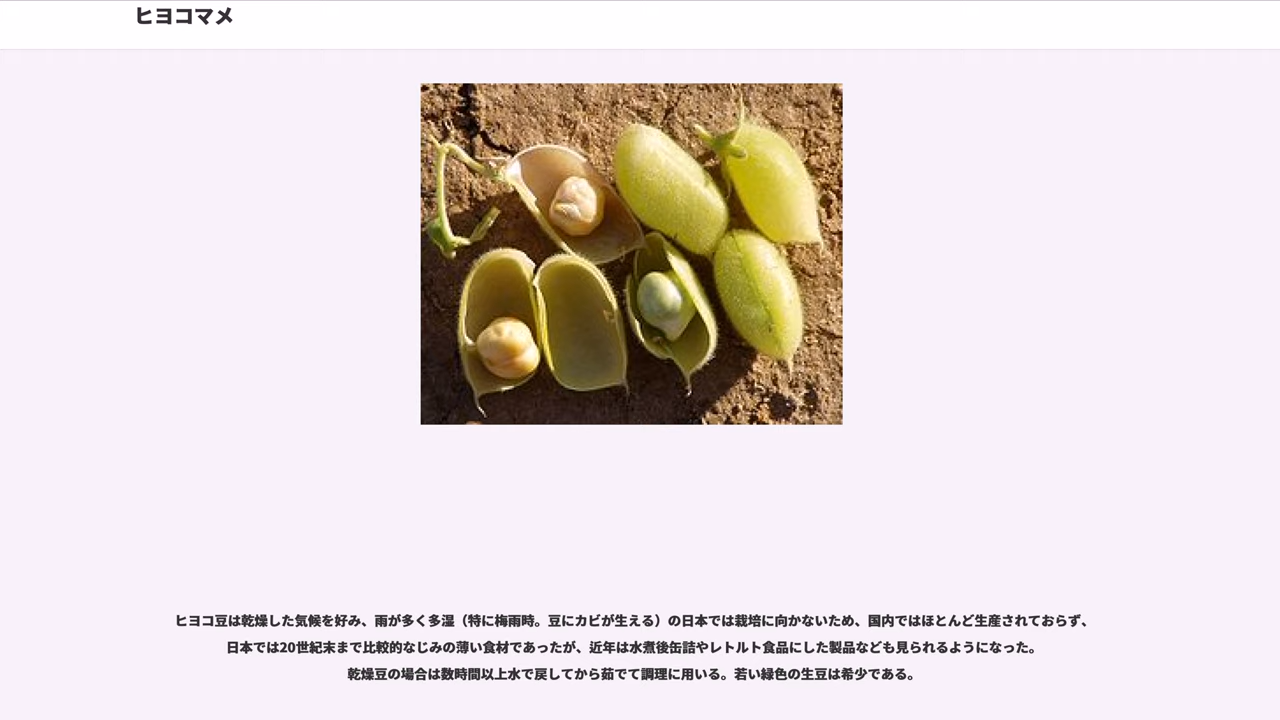 ヒヨコマメ
ヒヨコ豆は乾燥した気候を好み、雨が多く多湿（特に梅雨時。豆にカビが生える）の日本では栽培に向かないため、国内ではほとんど生産されておらず、
日本では20世紀末まで比較的なじみの薄い食材であったが、近年は水煮後缶詰やレトルト食品にした製品なども見られるようになった。
乾燥豆の場合は数時間以上水で戻してから茹でて調理に用いる。若い緑色の生豆は希少である。